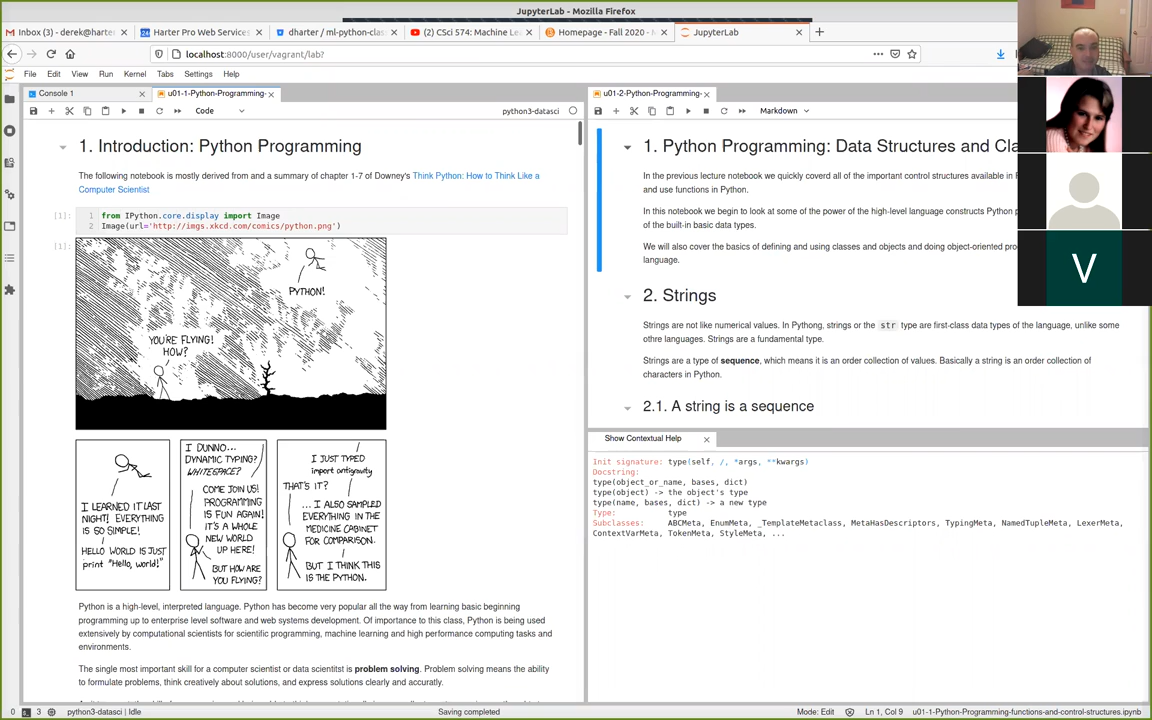 JupyterLab - Mozilla Firefox
Inbox (3) - derek@harte
Harter Pro Web Services
dharter / ml-python-clas
(2) CSci 574: Machine Le
Homepage - Fall 2020 -
JupyterLab
localhost:8000/user/vagrant/lab?
File Edit View Run Kernel Tabs Settings Help
Console 1
u01-1-Python-Programming-
Code
python3-datasci
1. Introduction: Python Programming
The following notebook is mostly derived from and a summary of chapter 1-7 of Downey's Think Python: How to Think Like a
Computer Scientist
[1]:
1 from IPython.core.display import Image
2 Image(url='http://imgs.xkcd.com/comics/python.png')
[1]:
PYTHON!
YOU'RE FLYING!
HOW?
I LEARNED IT LAST
NIGHT! EVERYTHING
IS SO SIMPLE!
HELLO WORLD IS JUST
print "Hello, world!"
I DUNNO...
DYNAMIC TYPING?
WHITESPACE?
COME JOIN US!
PROGRAMMING
IS FUN AGAIN!
IT'S A WHOLE
NEW WORLD
UP HERE!
BUT HOW ARE
YOU FLYING?
I JUST TYPED
import antigravity
THAT'S IT?
... I ALSO SAMPLED
EVERYTHING IN THE
MEDICINE CABINET
FOR COMPARISON.
BUT I THINK THIS
IS THE PYTHON.
Python is a high-level, interpreted language. Python has become very popular all the way from learning basic beginning
programming up to enterprise level software and web systems development. Of importance to this class, Python is being used
extensively by computational scientists for scientific programming, machine learning and high performance computing tasks and
environments.
The single most important skill for a computer scientist or data scientist is problem solving. Problem solving means the ability
to formulate problems, think creatively about solutions, and express solutions clearly and accurately.
u01-2-Python-Programming-
Markdown
1. Python Programming: Data Structures and Cla
In the previous lecture notebook we quickly coverd all of the important control structures available in
and use functions in Python.
In this notebook we begin to look at some of the power of the high-level language constructs Python
of the built-in basic data types.
We will also cover the basics of defining and using classes and objects and doing object-oriented pro
language.
V
2. Strings
Strings are not like numerical values. In Pythong, strings or the str type are first-class data types of the language, unlike some
othre languages. Strings are a fundamental type.
Strings are a type of sequence, which means it is an order collection of values. Basically a string is an order collection of
characters in Python.
2.1. A string is a sequence
Show Contextual Help
Init signature: type(self, /, *args, **kwargs)
Docstring:
type(object_or_name, bases, dict)
type(object) -> the object's type
type(name, bases, dict) -> a new type
Type: type
Subclasses: ABCMeta, EnumMeta, _TemplateMetaclass, MetaHasDescriptors, TypingMeta, NamedTupleMeta, LexerMeta,
ContextVarMeta, TokenMeta, StyleMeta, ...
0 3 python3-datasci | Idle
Saving completed
Mode: Edit
Ln 1, Col 9
u01-1-Python-Programming-functions-and-control-structures.ipynb